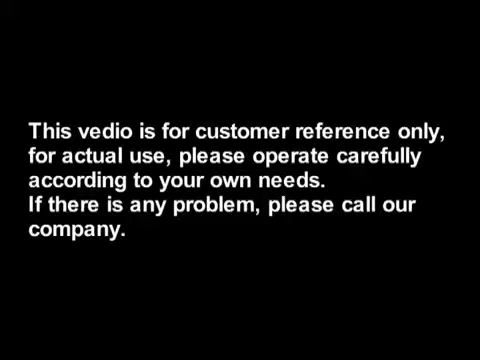 This vedio is for customer reference only,
for actual use, please operate carefully
according to your own needs.
If there is any problem, please call our
company.